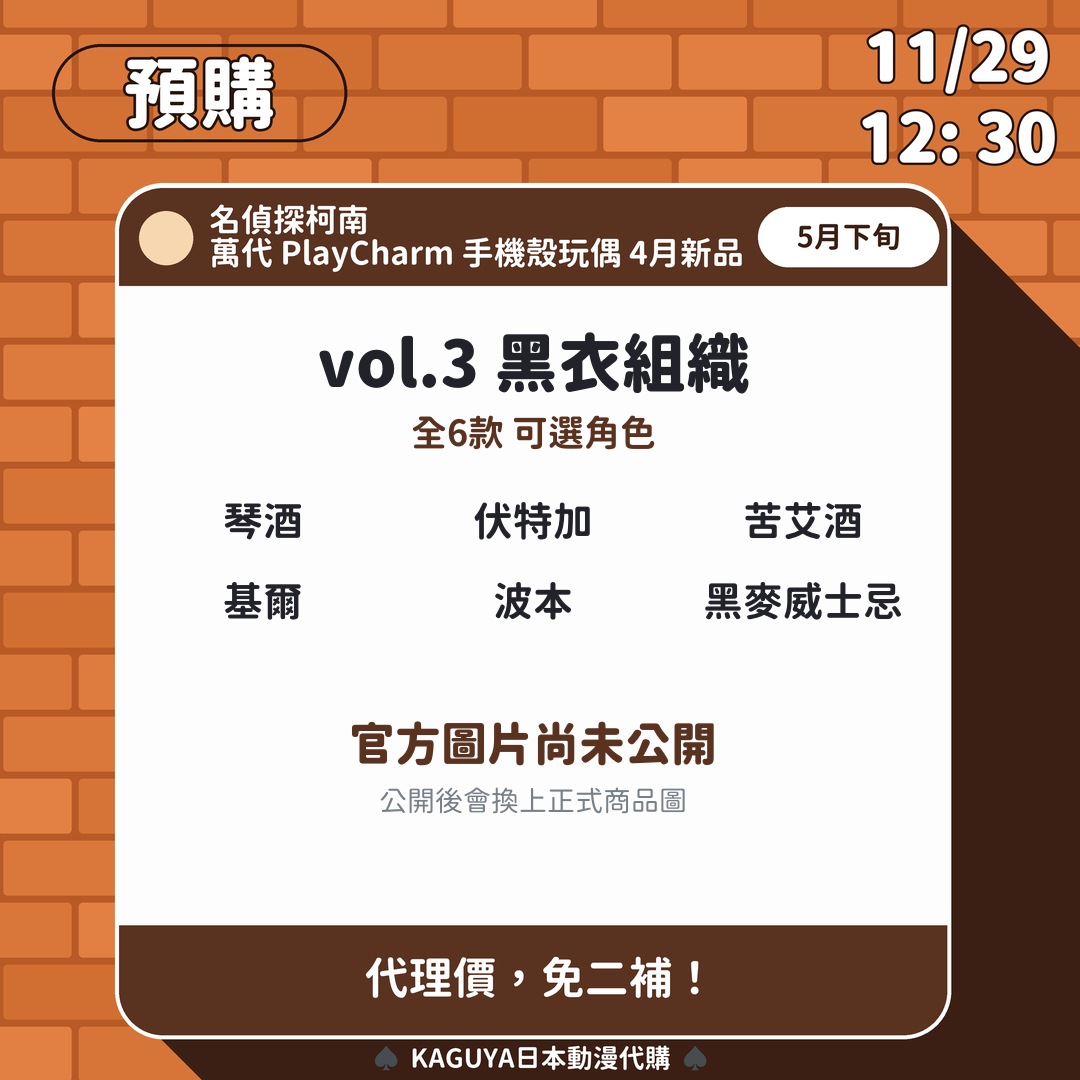 預購
11/29
12: 30
名偵探柯南
萬代 PlayCharm 手機殼玩偶 4月新品
5月下旬
vol.3 黑衣組織
全6款 可選角色
琴酒 伏特加 苦艾酒
基爾 波本 黑麥威士忌
官方圖片尚未公開
公開後會換上正式商品圖
代理價，免二補！
♠ KAGUYA日本動漫代購 ♠